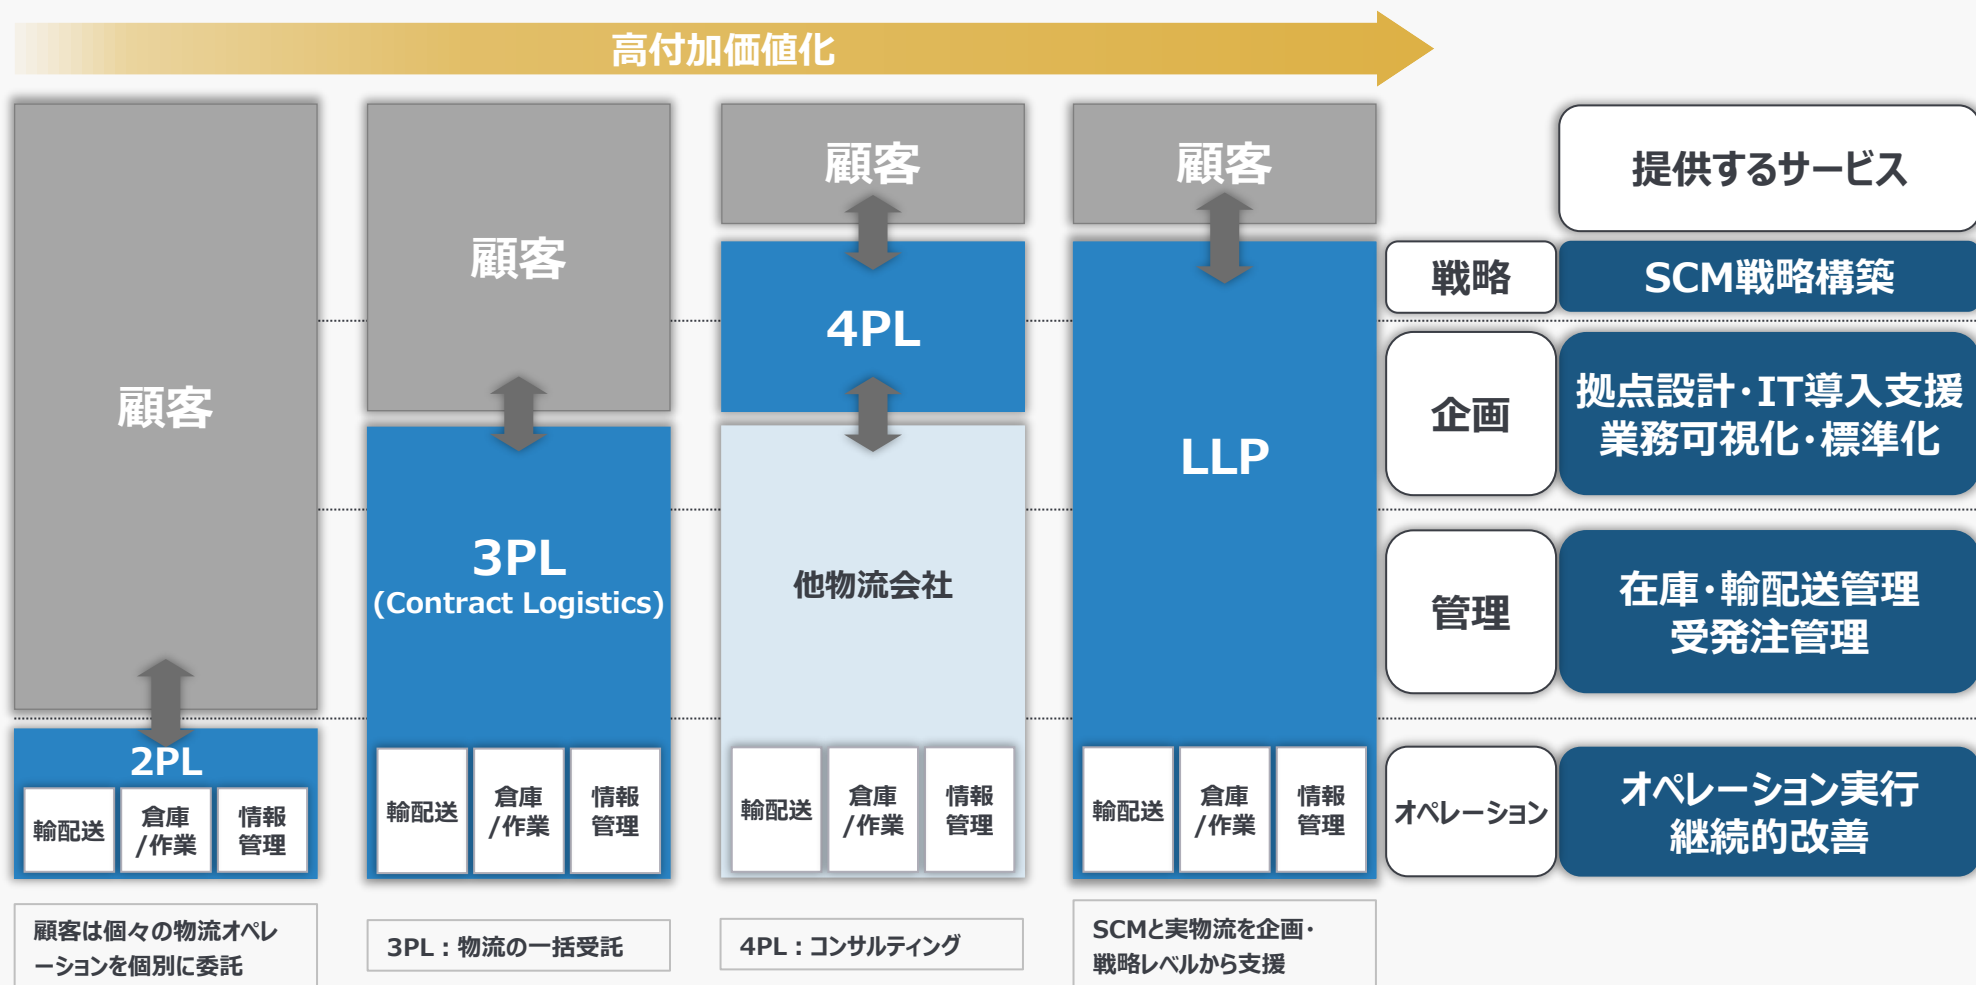 高付加価値化
顧客
2PL
輸配送
倉庫
/作業
情報
管理
顧客は個々の物流オペレ
ーションを個別に委託
顧客
3PL
(Contract Logistics)
輸配送
倉庫
/作業
情報
管理
3PL：物流の一括受託
顧客
4PL
他物流会社
輸配送
倉庫
/作業
情報
管理
4PL：コンサルティング
顧客
LLP
輸配送
倉庫
/作業
情報
管理
SCMと実物流を企画・
戦略レベルから支援
提供するサービス
戦略
SCM戦略構築
企画
拠点設計・IT導入支援
業務可視化・標準化
管理
在庫・輸配送管理
受発注管理
オペレーション
オペレーション実行
継続的改善